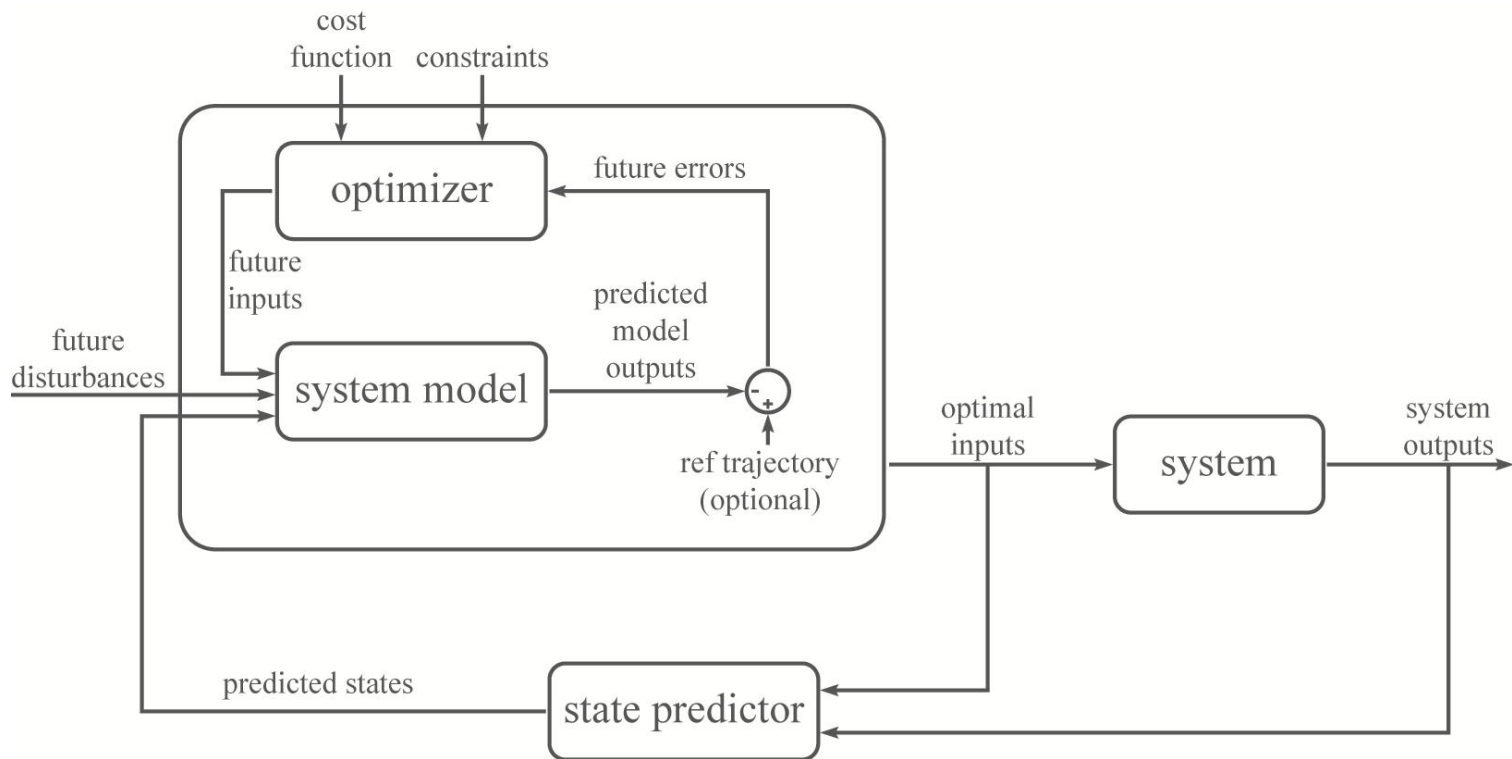 cost
function
constraints
future errors
optimizer
future
inputs
predicted
model
outputs
future
disturbances
system model
-
+
ref trajectory
(optional)
optimal
inputs
system
system
outputs
predicted states
state predictor